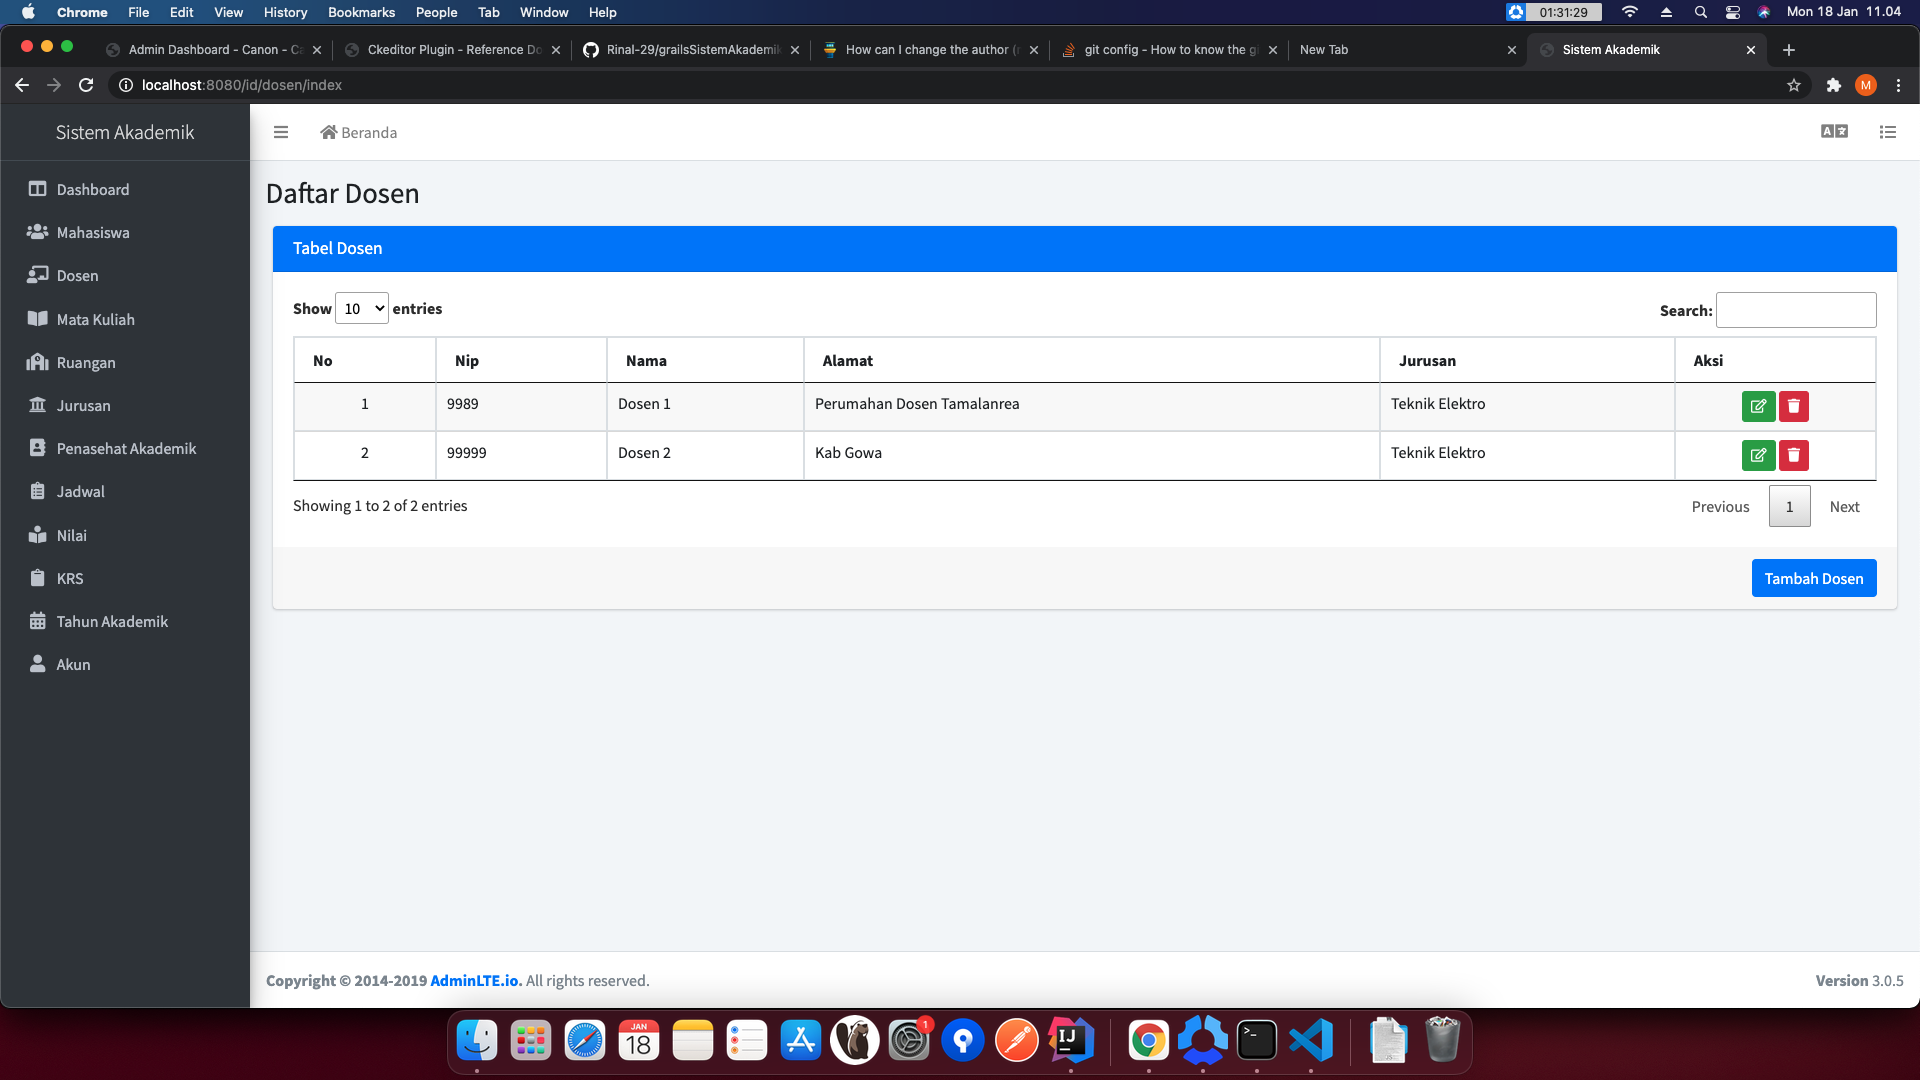 Chrome File Edit View History Bookmarks People Tab Window Help 01:31:29 Mon 18 Jan 11.04
Admin Dashboard - Canon - Ca Ckeditor Plugin - Reference Do Rinal-29/grailsSistemAkademik How can I change the author ( git config - How to know the gi New Tab Sistem Akademik
localhost:8080/id/dosen/index M
Sistem Akademik
Beranda
A
Dashboard
Mahasiswa
Dosen
Mata Kuliah
Ruangan
Jurusan
Penasehat Akademik
Jadwal
Nilai
KRS
Tahun Akademik
Akun
Daftar Dosen
Tabel Dosen
Show 10 entries Search:
No Nip Nama Alamat Jurusan Aksi
1 9989 Dosen 1 Perumahan Dosen Tamalanrea Teknik Elektro
2 99999 Dosen 2 Kab Gowa Teknik Elektro
Showing 1 to 2 of 2 entries Previous 1 Next
Tambah Dosen
Copyright © 2014-2019 AdminLTE.io. All rights reserved. Version 3.0.5
JAN
18
1
IJ
>_